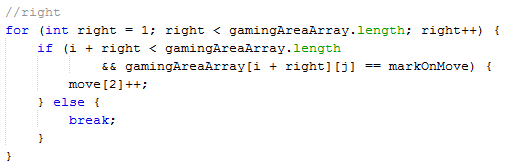 //right
for (int right = 1; right < gamingAreaArray.length; right++) {
    if (i + right < gamingAreaArray.length
            && gamingAreaArray[i + right][j] == markOnMove) {
        move[2]++;
    } else {
        break;
    }
}